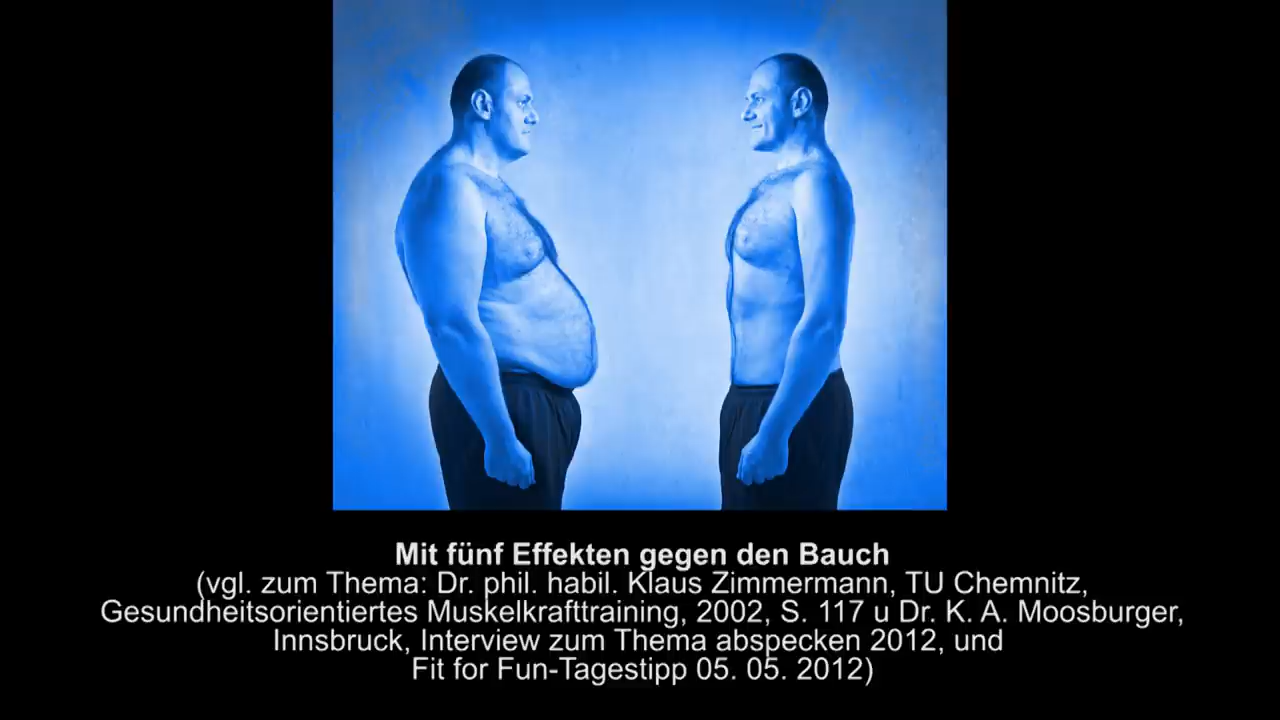 Mit fünf Effekten gegen den Bauch
(vgl. zum Thema: Dr. phil. habil. Klaus Zimmermann, TU Chemnitz,
Gesundheitsorientiertes Muskelkrafttraining, 2002, S. 117 u Dr. K. A. Moosburger,
Innsbruck, Interview zum Thema abspecken 2012, und
Fit for Fun-Tagestipp 05. 05. 2012)